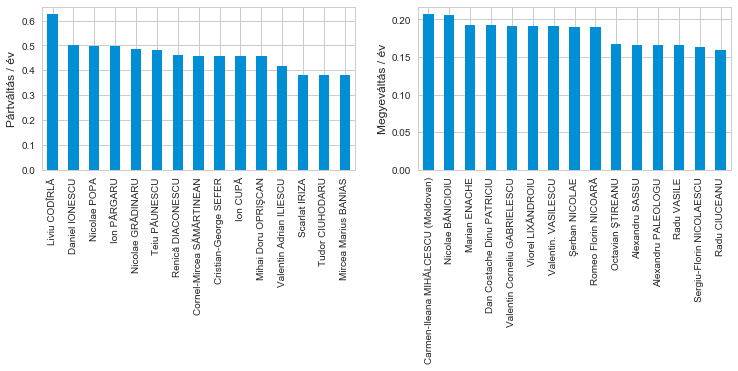 Pártváltás / év
0.6
0.5
0.4
0.3
0.2
0.1
0.0
Liviu CODÎRLĂ
Daniel IONESCU
Nicolae POPA
Ion PÂRGARU
Nicolae GRĂDINARU
Teiu PĂUNESCU
Renică DIACONESCU
Cornel-Mircea SĂMĂRTINEAN
Cristian-George SEFER
Ion CUPĂ
Mihai Doru OPRIŞCAN
Valentin Adrian ILIESCU
Scarlat IRIZA
Tudor CIUHODARU
Mircea Marius BANIAS
Megyeváltás / év
0.20
0.15
0.10
0.05
0.00
Carmen-Ileana MIHĂLCESCU (Moldovan)
Nicolae BĂNICIOIU
Marian ENACHE
Dan Costache Dinu PATRICIU
Valentin Corneliu GABRIELESCU
Viorel LIXĂNDROIU
Valentin. VASILESCU
Şerban NICOLAE
Romeo Florin NICOARĂ
Octavian ŞTIREANU
Alexandru SASSU
Alexandru PALEOLOGU
Radu VASILE
Sergiu-Florin NICOLAESCU
Radu CIUCEANU